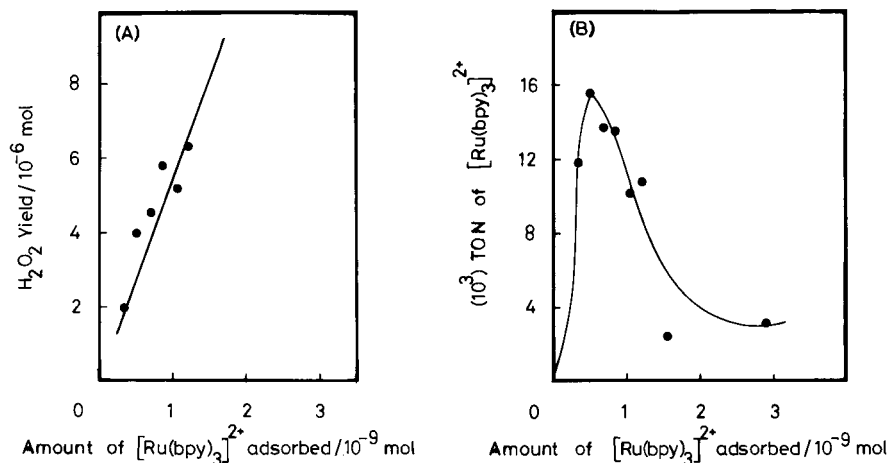 (A)
8
6
4
2
0
1
2
3
H₂O₂ Yield/10⁻⁶ mol
Amount of [Ru(bpy)₃]²⁺ adsorbed/10⁻⁹ mol
(B)
16
12
8
4
0
1
2
3
(10³) TON of [Ru(bpy)₃]²⁺
Amount of [Ru(bpy)₃]²⁺ adsorbed/10⁻⁹ mol